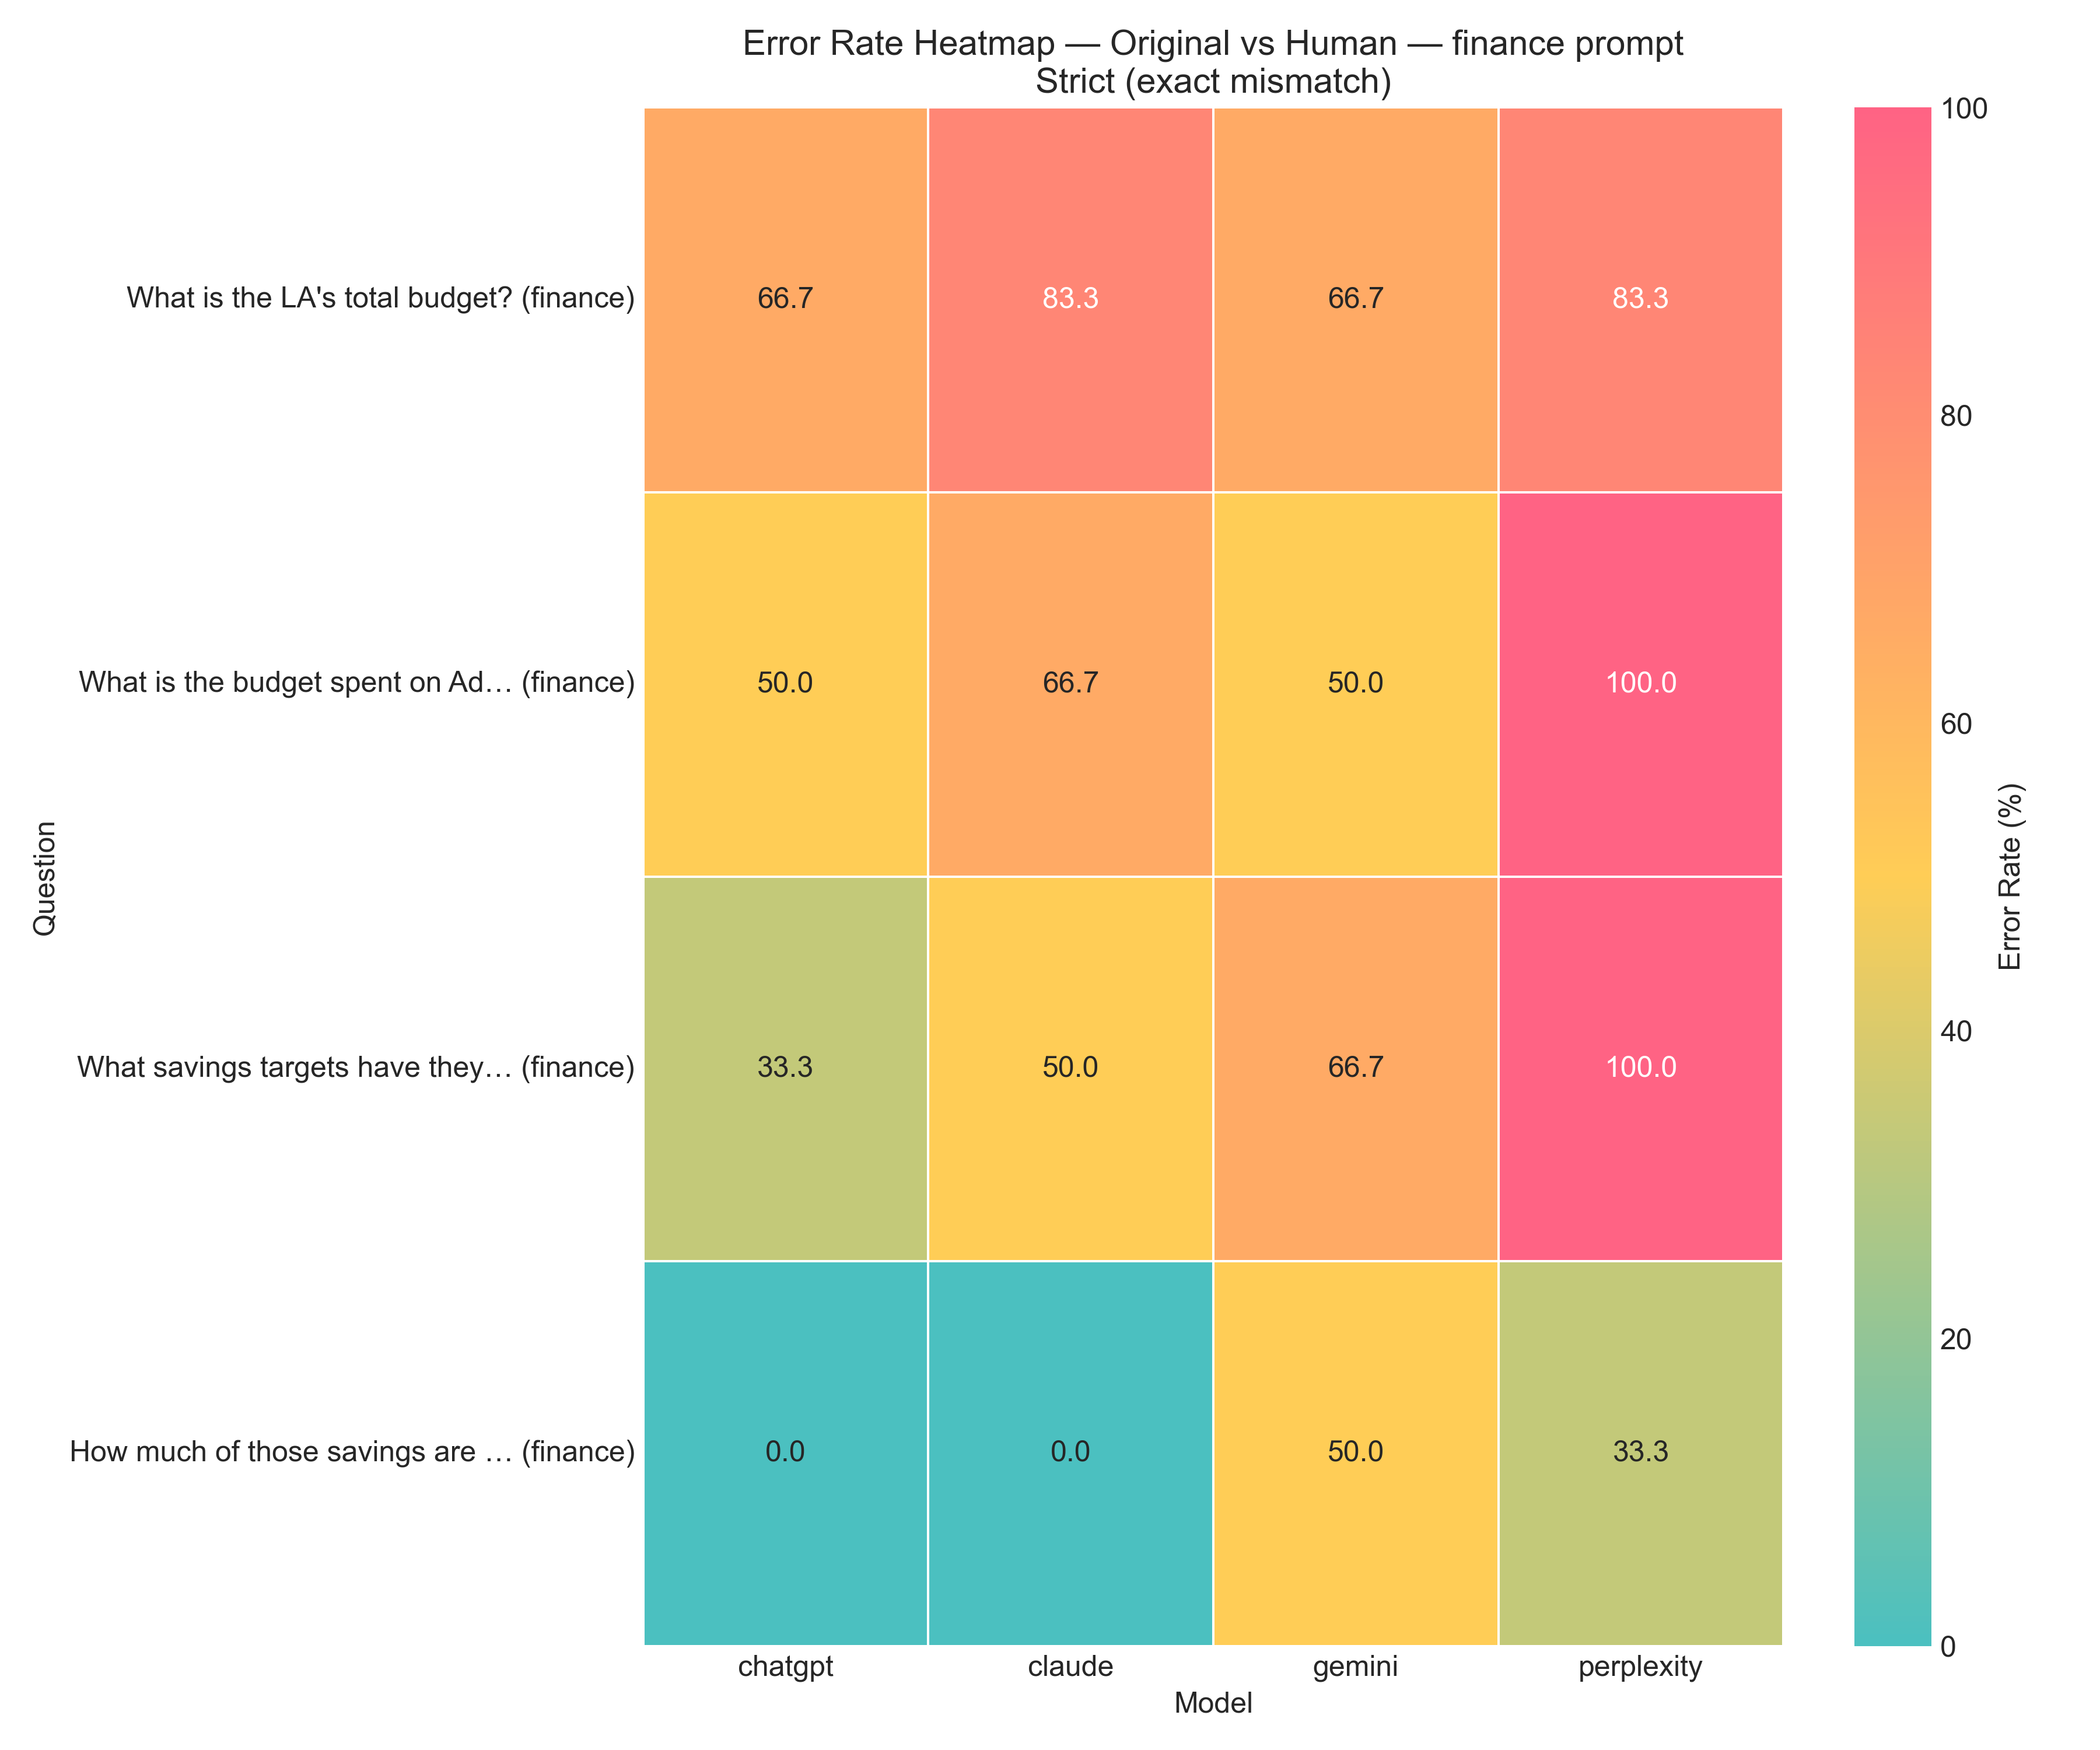 Error Rate Heatmap — Original vs Human — finance prompt
Strict (exact mismatch)
Question
What is the LA's total budget? (finance)
66.7
83.3
66.7
83.3
What is the budget spent on Ad… (finance)
50.0
66.7
50.0
100.0
What savings targets have they… (finance)
33.3
50.0
66.7
100.0
How much of those savings are … (finance)
0.0
0.0
50.0
33.3
chatgpt
claude
gemini
perplexity
Model
100
80
60
40
20
0
Error Rate (%)